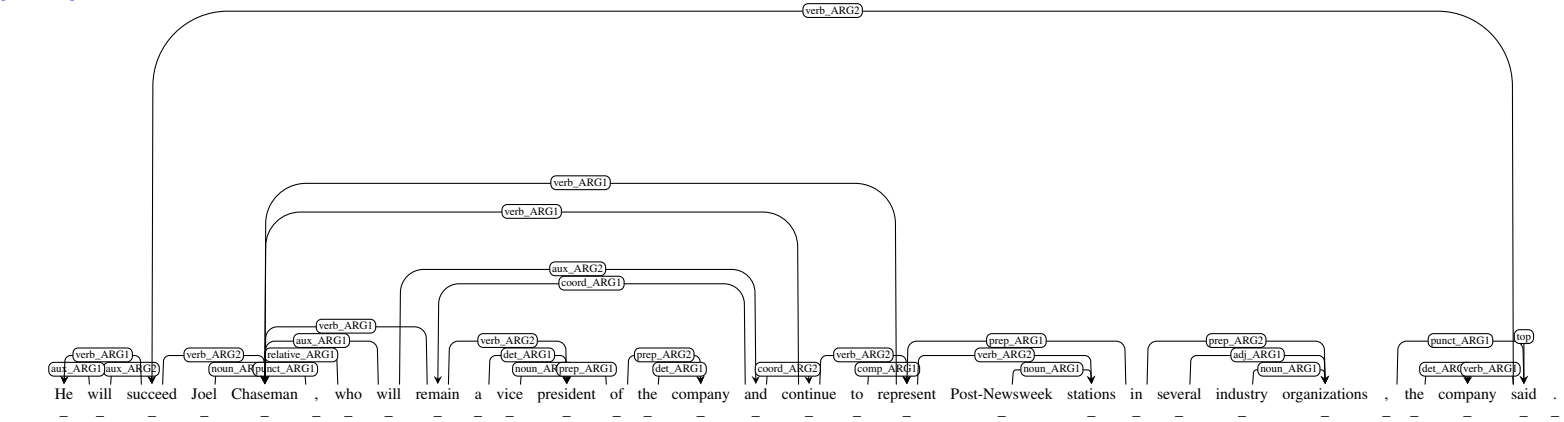 verb_ARG2
verb_ARG1
verb_ARG1
aux_ARG2
coord_ARG1
verb_ARG1
aux_ARG1 verb_ARG2 prep_ARG1 prep_ARG2 punct_ARG1 top
verb_ARG1 verb_ARG2 relative_ARG1 det_ARG1 prep_ARG2 verb_ARG2 verb_ARG2 adj_ARG1
aux_ARG1 aux_ARG2 punct_ARG1 prep_ARG1 det_ARG1 coord_ARG2 comp_ARG1 noun_ARG1 noun_ARG1 verb_ARG1
He will succeed Joel Chaseman , who will remain a vice president of the company and continue to represent Post-Newsweek stations in several industry organizations , the company said .
_ _ _ _ _ _ _ _ _ _ _ _ _ _ _ _ _ _ _ _ _ _ _ _ _ _ _ _ _ _